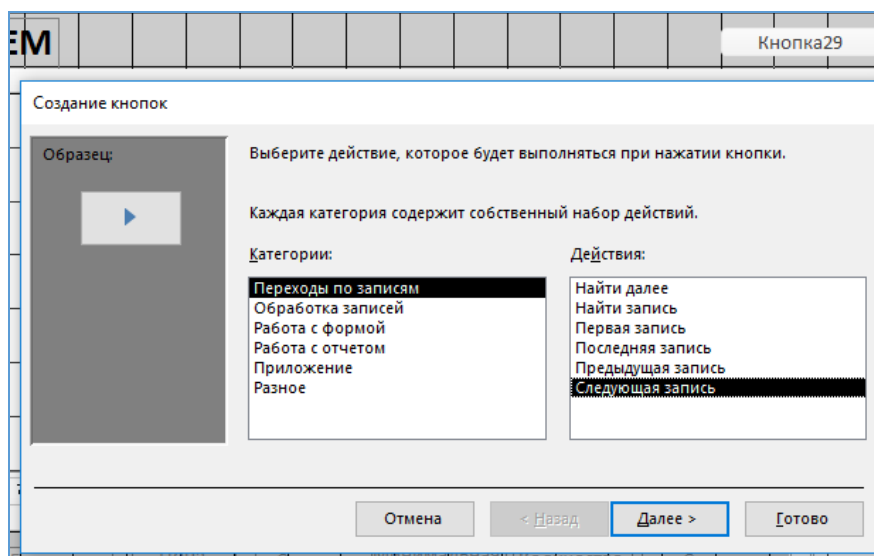 ЕМ
Кнопка29
Создание кнопок
Образец:
Выберите действие, которое будет выполняться при нажатии кнопки.
Каждая категория содержит собственный набор действий.
Категории:
Действия:
Переходы по записям
Обработка записей
Работа с формой
Работа с отчетом
Приложение
Разное
Найти далее
Найти запись
Первая запись
Последняя запись
Предыдущая запись
Следующая запись
Отмена
< Назад
Далее >
Готово